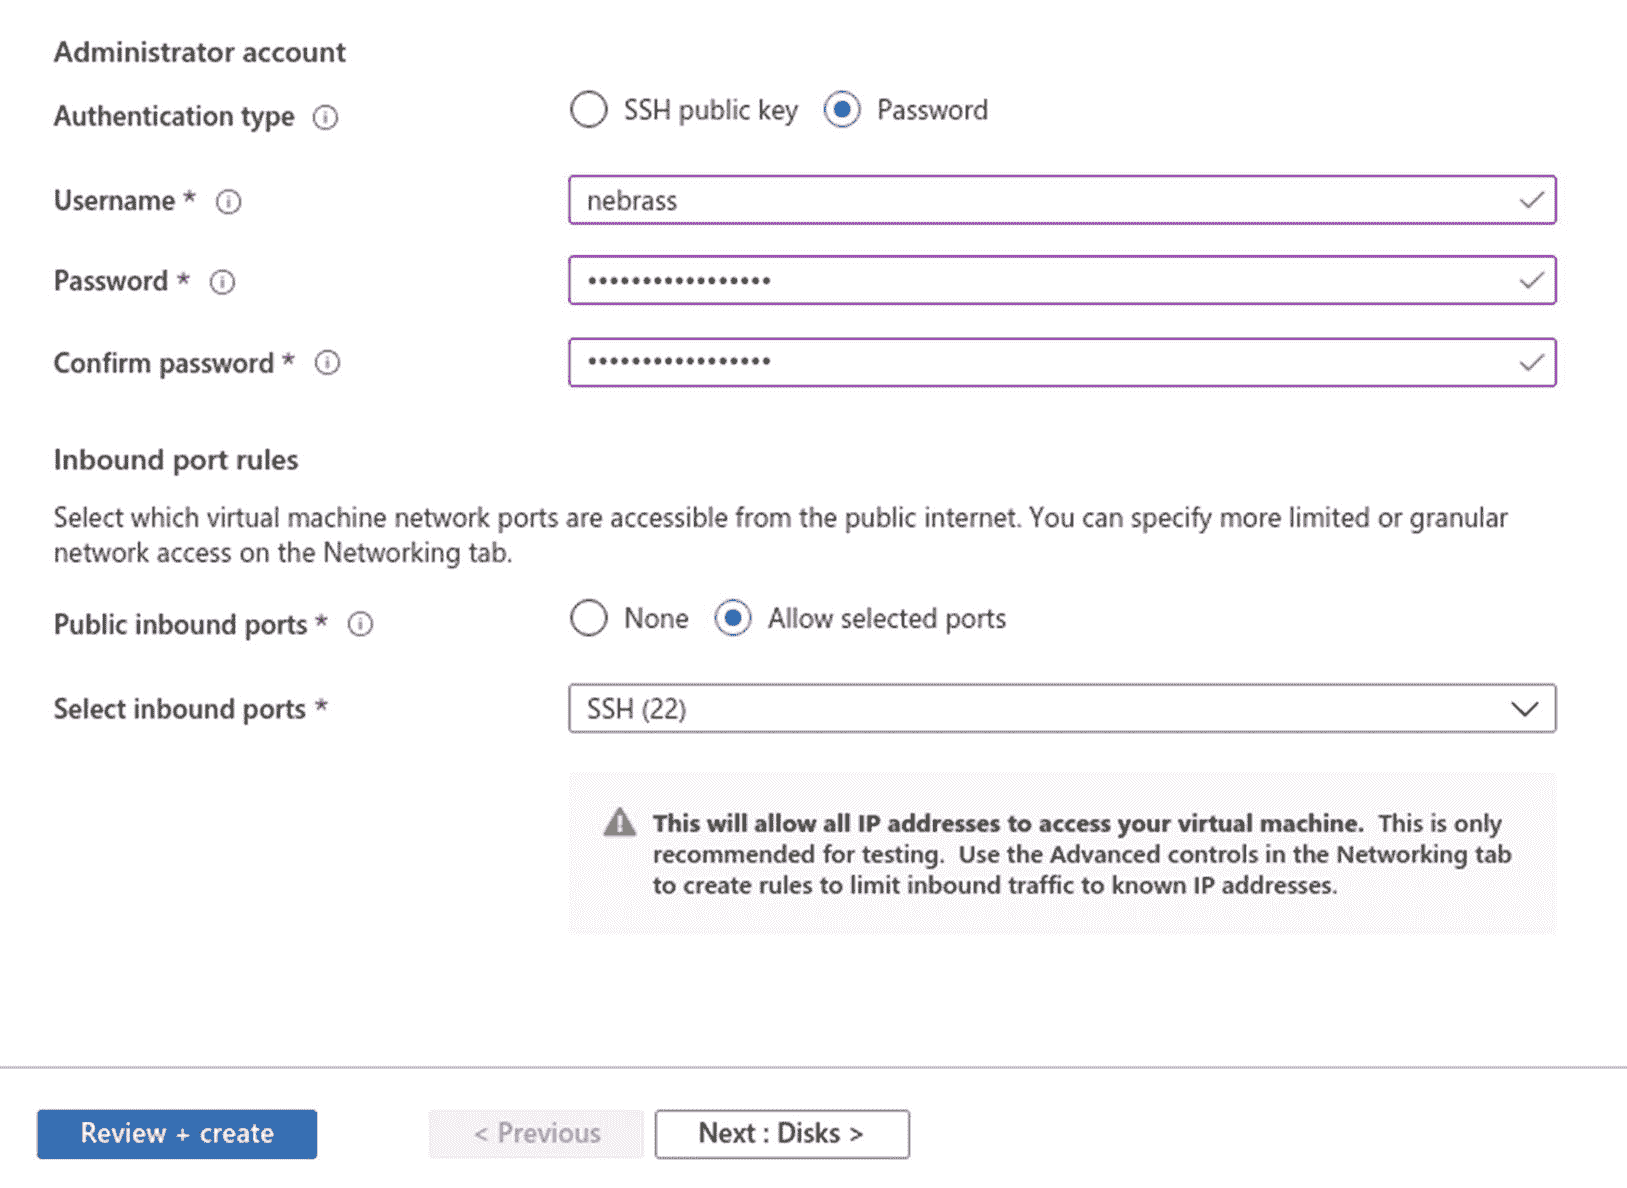 Administrator account
Authentication type
SSH public key Password
Username *
nebrass
Password *
•••••••••••••••••
Confirm password *
•••••••••••••••••
Inbound port rules
Select which virtual machine network ports are accessible from the public internet. You can specify more limited or granular
network access on the Networking tab.
Public inbound ports *
None Allow selected ports
Select inbound ports *
SSH (22)
This will allow all IP addresses to access your virtual machine. This is only
recommended for testing. Use the Advanced controls in the Networking tab
to create rules to limit inbound traffic to known IP addresses.
Review + create
< Previous
Next : Disks >